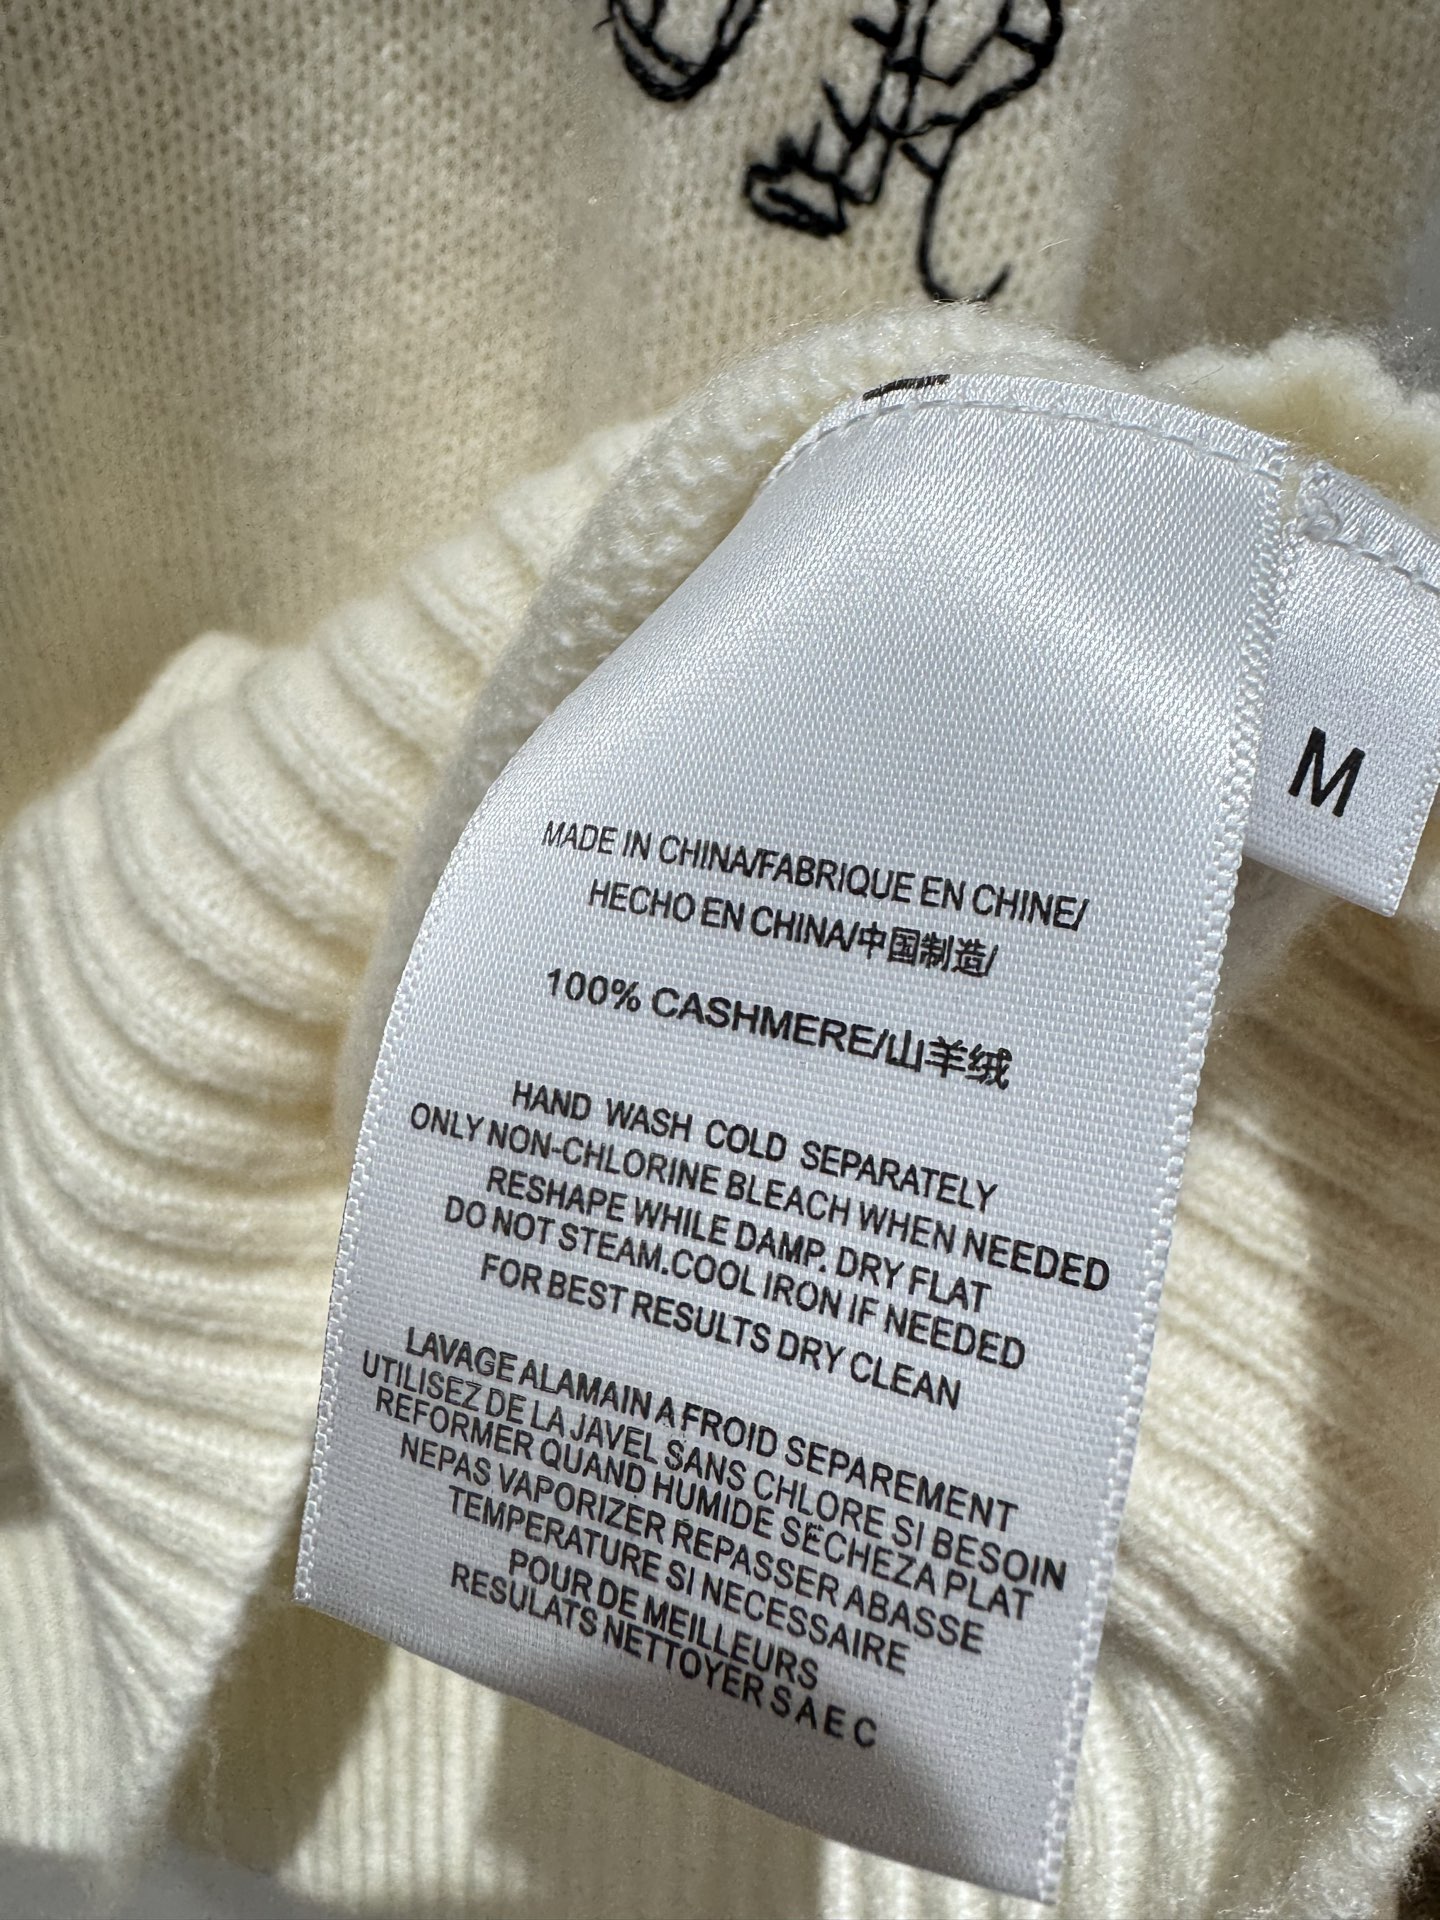 M
MADE IN CHINA/FABRIQUE EN CHINE/
HECHO EN CHINA/中国制造/
100% CASHMERE/山羊绒
HAND WASH COLD SEPARATELY
ONLY NON-CHLORINE BLEACH WHEN NEEDED
RESHAPE WHILE DAMP. DRY FLAT
DO NOT STEAM.COOL IRON IF NEEDED
FOR BEST RESULTS DRY CLEAN
LAVAGE ALAMAIN A FROID SEPAREMENT
UTILISEZ DE LA JAVEL SANS CHLORE SI BESOIN
REFORMER QUAND HUMIDE SECHEZA PLAT
NEPAS VAPORIZER REPASSER ABASSE
TEMPERATURE SI NECESSAIRE
POUR DE MEILLEURS
RESULATS NETTOYER S A E C